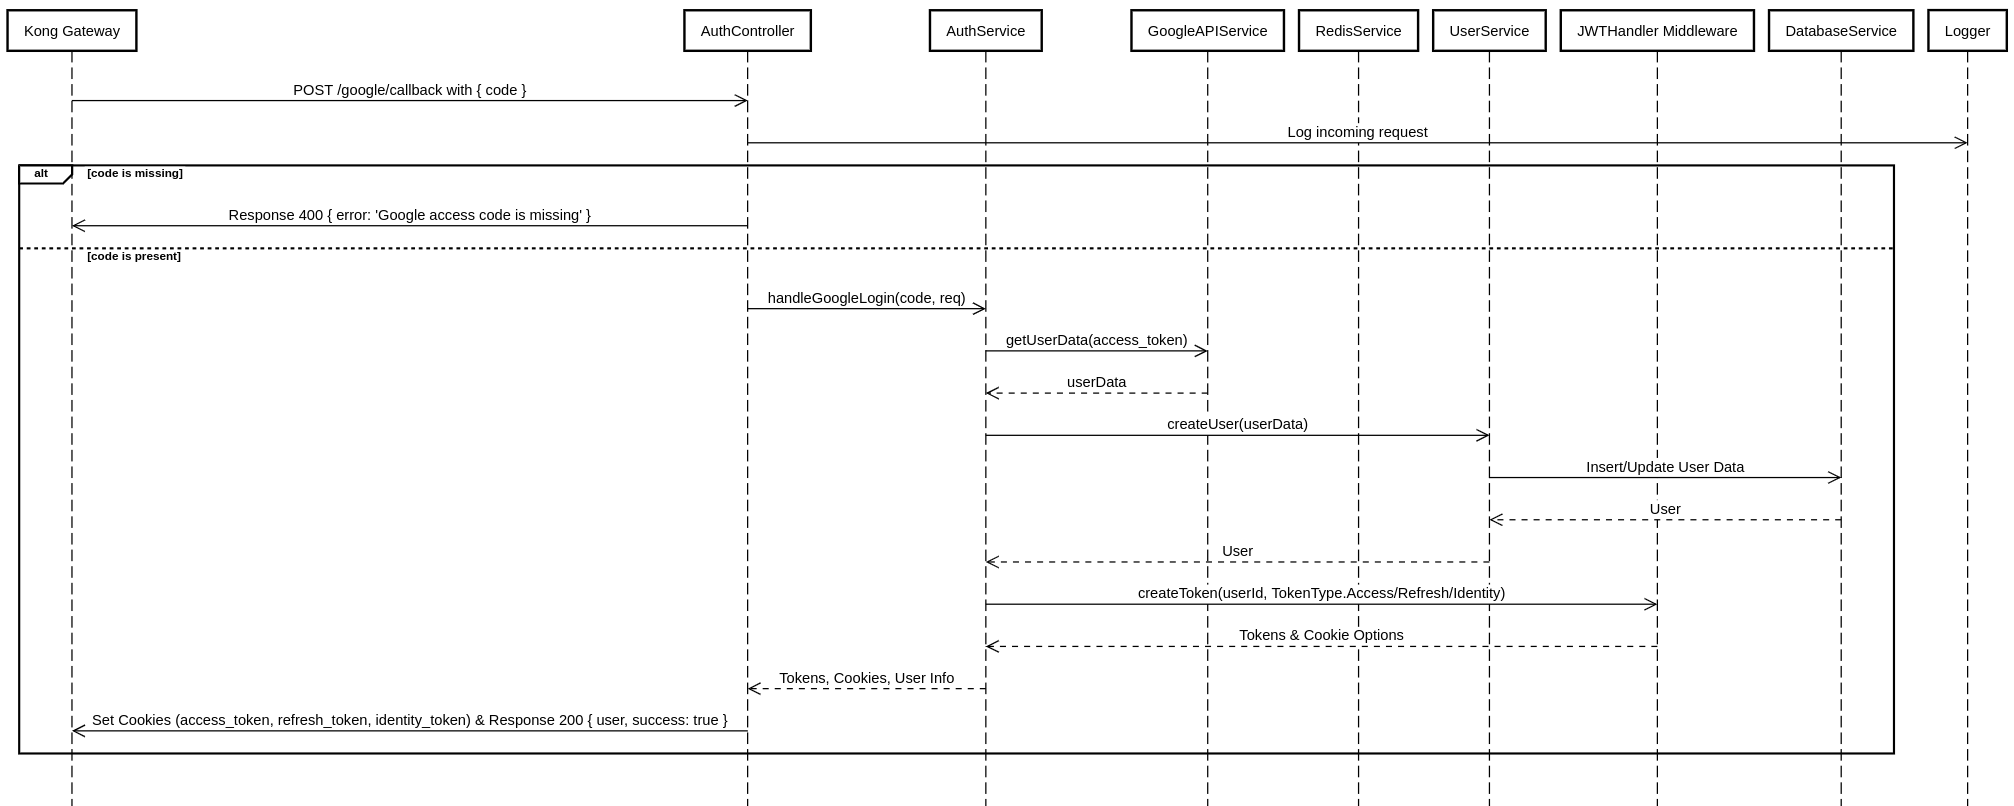 Kong Gateway
AuthController
AuthService
GoogleAPIService
RedisService
UserService
JWTHandler Middleware
DatabaseService
Logger
POST /google/callback with { code }
Log incoming request
alt
[code is missing]
Response 400 { error: 'Google access code is missing' }
[code is present]
handleGoogleLogin(code, req)
getUserData(access_token)
userData
createUser(userData)
Insert/Update User Data
User
User
createToken(userId, TokenType.Access/Refresh/Identity)
Tokens & Cookie Options
Tokens, Cookies, User Info
Set Cookies (access_token, refresh_token, identity_token) & Response 200 { user, success: true }